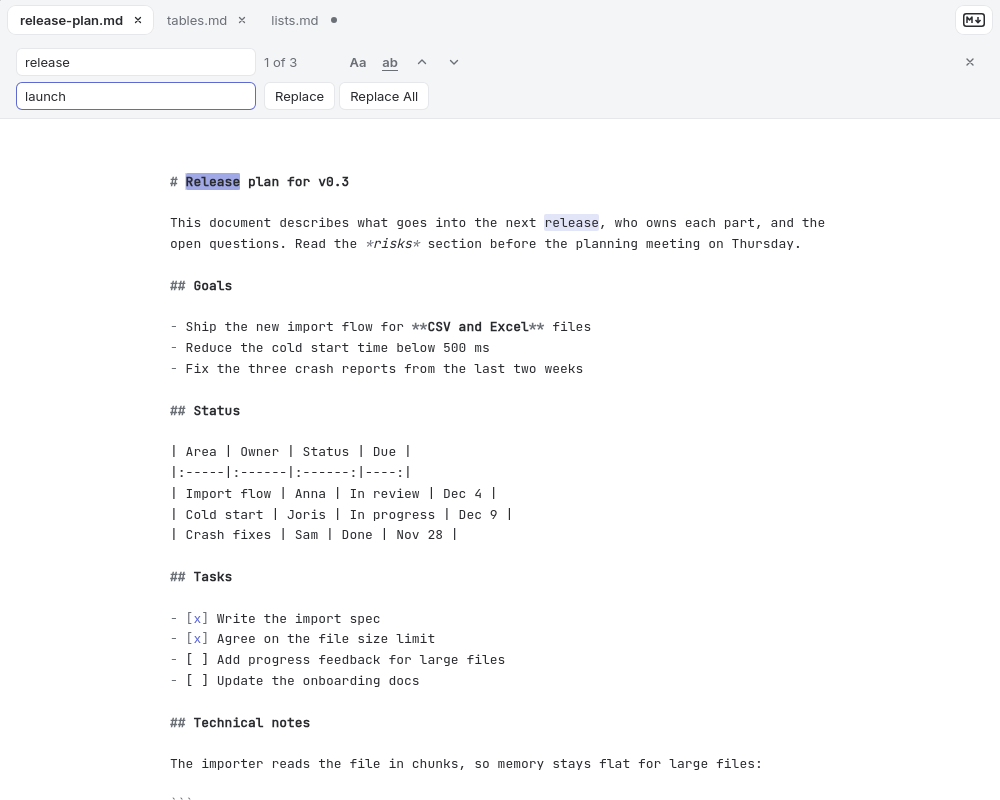 release-plan.md × tables.md × lists.md ●
release 1 of 3 Aa ab
launch Replace Replace All
# Release plan for v0.3
This document describes what goes into the next release, who owns each part, and the
open questions. Read the *risks* section before the planning meeting on Thursday.
## Goals
- Ship the new import flow for **CSV and Excel** files
- Reduce the cold start time below 500 ms
- Fix the three crash reports from the last two weeks
## Status
| Area | Owner | Status | Due |
|:-----|:------|:------:|----:|
| Import flow | Anna | In review | Dec 4 |
| Cold start | Joris | In progress | Dec 9 |
| Crash fixes | Sam | Done | Nov 28 |
## Tasks
- [x] Write the import spec
- [x] Agree on the file size limit
- [ ] Add progress feedback for large files
- [ ] Update the onboarding docs
## Technical notes
The importer reads the file in chunks, so memory stays flat for large files:
```